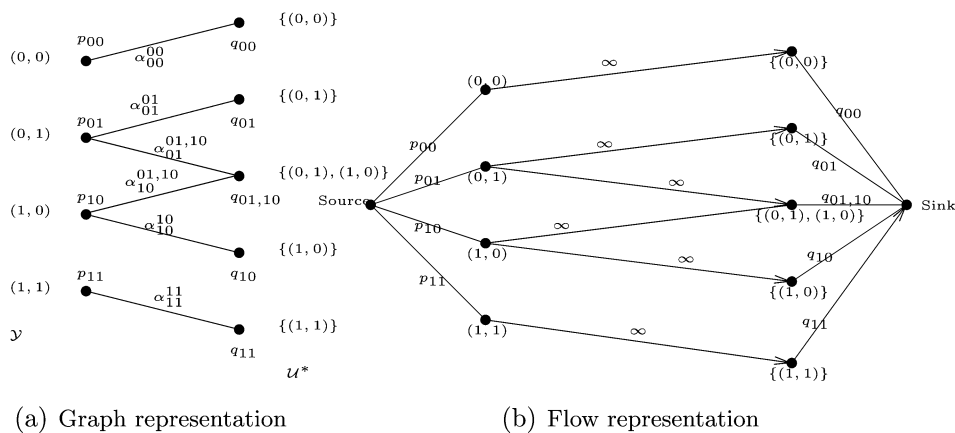 (0, 0)
p00
α00^00
q00
{(0, 0)}
(0, 1)
p01
α01^01
q01
{(0, 1)}
α01^01,10
(1, 0)
p10
α10^01,10
q01,10
{(0, 1), (1, 0)}
α10^10
q10
{(1, 0)}
(1, 1)
p11
α11^11
q11
{(1, 1)}
𝒴
𝒰*
(a) Graph representation
Source
p00
p01
p10
p11
(0, 0)
(0, 1)
(1, 0)
(1, 1)
∞
∞
∞
∞
∞
∞
{(0, 0)}
{(0, 1)}
{(0, 1), (1, 0)}
{(1, 0)}
{(1, 1)}
q00
q01
q01,10
q10
q11
Sink
(b) Flow representation